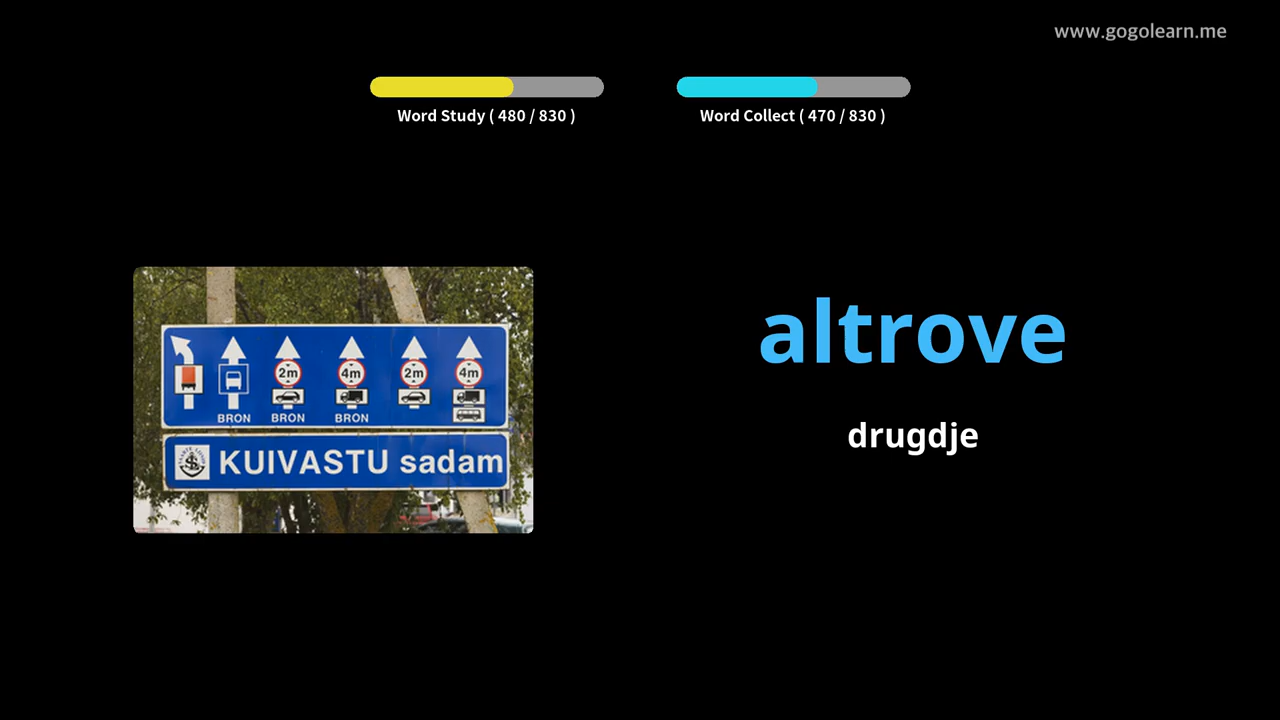 www.gogolearn.me
Word Study ( 480 / 830 )
Word Collect ( 470 / 830 )
2m
4m
2m
4m
BRON
BRON
BRON
KUIVASTU sadam
altrove
drugdje